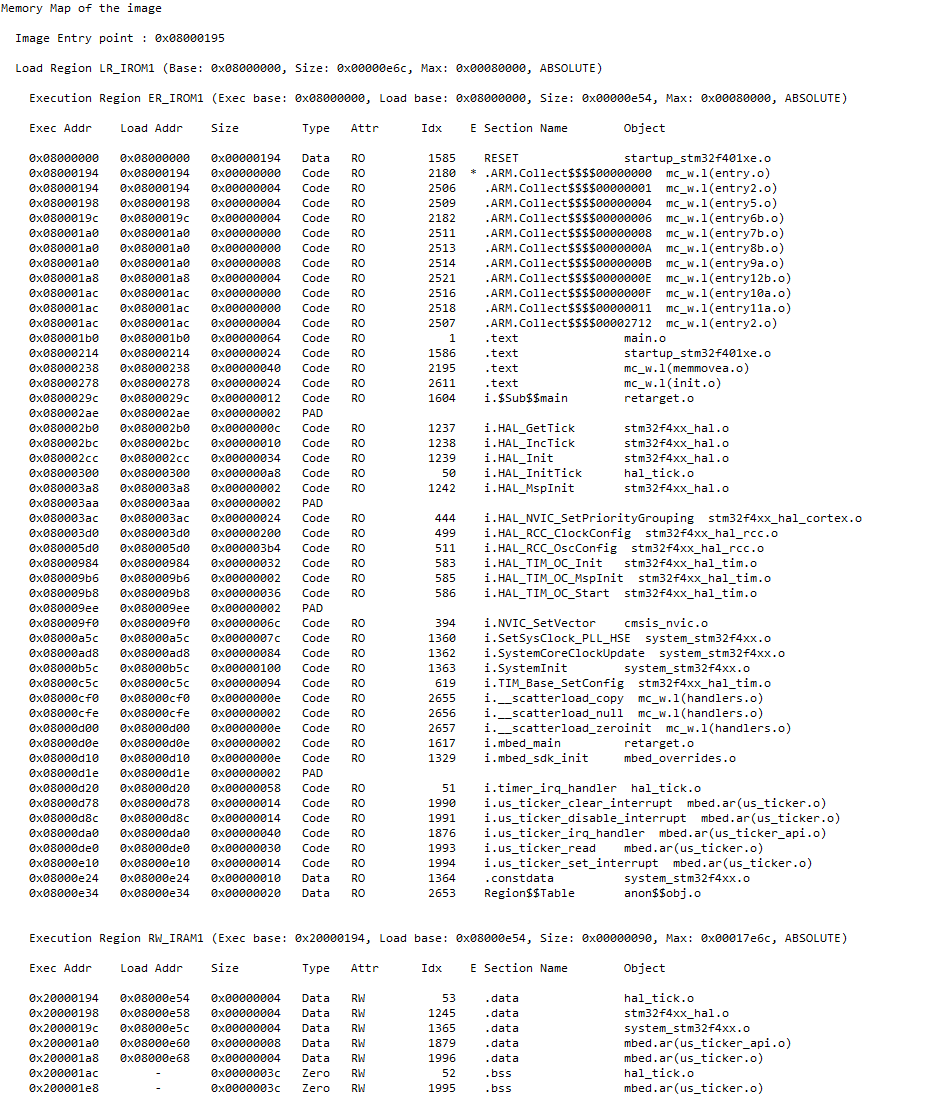 Memory Map of the image
Image Entry point : 0x08000195
Load Region LR_IROM1 (Base: 0x08000000, Size: 0x00000e6c, Max: 0x00080000, ABSOLUTE)
Execution Region ER_IROM1 (Exec base: 0x08000000, Load base: 0x08000000, Size: 0x00000e54, Max: 0x00080000, ABSOLUTE)
Exec Addr Load Addr Size Type Attr Idx E Section Name Object
0x08000000 0x08000000 0x00000194 Data RO 1585 RESET startup_stm32f401xe.o
0x08000194 0x08000194 0x00000000 Code RO 2180 * .ARM.Collect$$$$00000000 mc_w.l(entry.o)
0x08000194 0x08000194 0x00000004 Code RO 2506 .ARM.Collect$$$$00000001 mc_w.l(entry2.o)
0x08000198 0x08000198 0x00000004 Code RO 2509 .ARM.Collect$$$$00000004 mc_w.l(entry5.o)
0x0800019c 0x0800019c 0x00000004 Code RO 2182 .ARM.Collect$$$$00000006 mc_w.l(entry6b.o)
0x080001a0 0x080001a0 0x00000000 Code RO 2511 .ARM.Collect$$$$00000008 mc_w.l(entry7b.o)
0x080001a0 0x080001a0 0x00000000 Code RO 2513 .ARM.Collect$$$$0000000A mc_w.l(entry8b.o)
0x080001a0 0x080001a0 0x00000008 Code RO 2514 .ARM.Collect$$$$0000000B mc_w.l(entry9a.o)
0x080001a8 0x080001a8 0x00000004 Code RO 2521 .ARM.Collect$$$$0000000E mc_w.l(entry12b.o)
0x080001ac 0x080001ac 0x00000000 Code RO 2516 .ARM.Collect$$$$0000000F mc_w.l(entry10a.o)
0x080001ac 0x080001ac 0x00000000 Code RO 2518 .ARM.Collect$$$$00000011 mc_w.l(entry11a.o)
0x080001ac 0x080001ac 0x00000004 Code RO 2507 .ARM.Collect$$$$00002712 mc_w.l(entry2.o)
0x080001b0 0x080001b0 0x00000064 Code RO 1 .text main.o
0x08000214 0x08000214 0x00000024 Code RO 1586 .text startup_stm32f401xe.o
0x08000238 0x08000238 0x00000040 Code RO 2195 .text mc_w.l(memmovea.o)
0x08000278 0x08000278 0x00000024 Code RO 2611 .text mc_w.l(init.o)
0x0800029c 0x0800029c 0x00000012 Code RO 1604 i.$Sub$$main retarget.o
0x080002ae 0x080002ae 0x00000002 PAD
0x080002b0 0x080002b0 0x0000000c Code RO 1237 i.HAL_GetTick stm32f4xx_hal.o
0x080002bc 0x080002bc 0x00000010 Code RO 1238 i.HAL_IncTick stm32f4xx_hal.o
0x080002cc 0x080002cc 0x00000034 Code RO 1239 i.HAL_Init stm32f4xx_hal.o
0x08000300 0x08000300 0x000000a8 Code RO 50 i.HAL_InitTick hal_tick.o
0x080003a8 0x080003a8 0x00000002 Code RO 1242 i.HAL_MspInit stm32f4xx_hal.o
0x080003aa 0x080003aa 0x00000002 PAD
0x080003ac 0x080003ac 0x00000024 Code RO 444 i.HAL_NVIC_SetPriorityGrouping stm32f4xx_hal_cortex.o
0x080003d0 0x080003d0 0x00000200 Code RO 499 i.HAL_RCC_ClockConfig stm32f4xx_hal_rcc.o
0x080005d0 0x080005d0 0x000003b4 Code RO 511 i.HAL_RCC_OscConfig stm32f4xx_hal_rcc.o
0x08000984 0x08000984 0x00000032 Code RO 583 i.HAL_TIM_OC_Init stm32f4xx_hal_tim.o
0x080009b6 0x080009b6 0x00000002 Code RO 585 i.HAL_TIM_OC_MspInit stm32f4xx_hal_tim.o
0x080009b8 0x080009b8 0x00000036 Code RO 586 i.HAL_TIM_OC_Start stm32f4xx_hal_tim.o
0x080009ee 0x080009ee 0x00000002 PAD
0x080009f0 0x080009f0 0x0000006c Code RO 394 i.NVIC_SetVector cmsis_nvic.o
0x08000a5c 0x08000a5c 0x0000007c Code RO 1360 i.SetSysClock_PLL_HSE system_stm32f4xx.o
0x08000ad8 0x08000ad8 0x00000084 Code RO 1362 i.SystemCoreClockUpdate system_stm32f4xx.o
0x08000b5c 0x08000b5c 0x00000100 Code RO 1363 i.SystemInit system_stm32f4xx.o
0x08000c5c 0x08000c5c 0x00000094 Code RO 619 i.TIM_Base_SetConfig stm32f4xx_hal_tim.o
0x08000cf0 0x08000cf0 0x0000000e Code RO 2655 i.__scatterload_copy mc_w.l(handlers.o)
0x08000cfe 0x08000cfe 0x00000002 Code RO 2656 i.__scatterload_null mc_w.l(handlers.o)
0x08000d00 0x08000d00 0x0000000e Code RO 2657 i.__scatterload_zeroinit mc_w.l(handlers.o)
0x08000d0e 0x08000d0e 0x00000002 Code RO 1617 i.mbed_main retarget.o
0x08000d10 0x08000d10 0x0000000e Code RO 1329 i.mbed_sdk_init mbed_overrides.o
0x08000d1e 0x08000d1e 0x00000002 PAD
0x08000d20 0x08000d20 0x00000058 Code RO 51 i.timer_irq_handler hal_tick.o
0x08000d78 0x08000d78 0x00000014 Code RO 1990 i.us_ticker_clear_interrupt mbed.ar(us_ticker.o)
0x08000d8c 0x08000d8c 0x00000014 Code RO 1991 i.us_ticker_disable_interrupt mbed.ar(us_ticker.o)
0x08000da0 0x08000da0 0x00000040 Code RO 1876 i.us_ticker_irq_handler mbed.ar(us_ticker_api.o)
0x08000de0 0x08000de0 0x00000030 Code RO 1993 i.us_ticker_read mbed.ar(us_ticker.o)
0x08000e10 0x08000e10 0x00000014 Code RO 1994 i.us_ticker_set_interrupt mbed.ar(us_ticker.o)
0x08000e24 0x08000e24 0x00000010 Data RO 1364 .constdata system_stm32f4xx.o
0x08000e34 0x08000e34 0x00000020 Data RO 2653 Region$$Table anon$$obj.o
Execution Region RW_IRAM1 (Exec base: 0x20000194, Load base: 0x08000e54, Size: 0x00000090, Max: 0x00017e6c, ABSOLUTE)
Exec Addr Load Addr Size Type Attr Idx E Section Name Object
0x20000194 0x08000e54 0x00000004 Data RW 53 .data hal_tick.o
0x20000198 0x08000e58 0x00000004 Data RW 1245 .data stm32f4xx_hal.o
0x2000019c 0x08000e5c 0x00000004 Data RW 1365 .data system_stm32f4xx.o
0x200001a0 0x08000e60 0x00000008 Data RW 1879 .data mbed.ar(us_ticker_api.o)
0x200001a8 0x08000e68 0x00000004 Data RW 1996 .data mbed.ar(us_ticker.o)
0x200001ac - 0x0000003c Zero RW 52 .bss hal_tick.o
0x200001e8 - 0x0000003c Zero RW 1995 .bss mbed.ar(us_ticker.o)